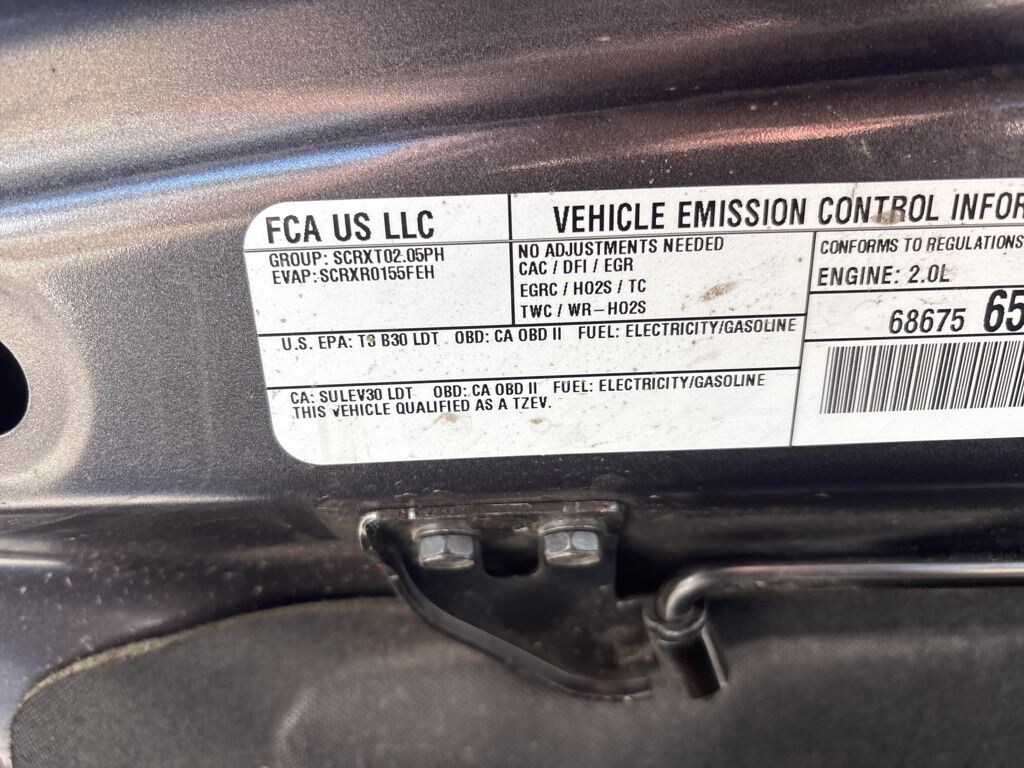 FCA US LLC
VEHICLE EMISSION CONTROL INFOR
GROUP: SCRXT02.05PH
EVAP: SCRXR0155FEH
NO ADJUSTMENTS NEEDED
CAC / DFI / EGR
EGRC / HO2S / TC
TWC / WR-HO2S
CONFORMS TO REGULATIONS
ENGINE: 2.0L
68675 65
U.S. EPA: T3 B30 LDT OBD: CA OBD II FUEL: ELECTRICITY/GASOLINE
CA: SULEV30 LDT OBD: CA OBD II FUEL: ELECTRICITY/GASOLINE
THIS VEHICLE QUALIFIED AS A TZEV.